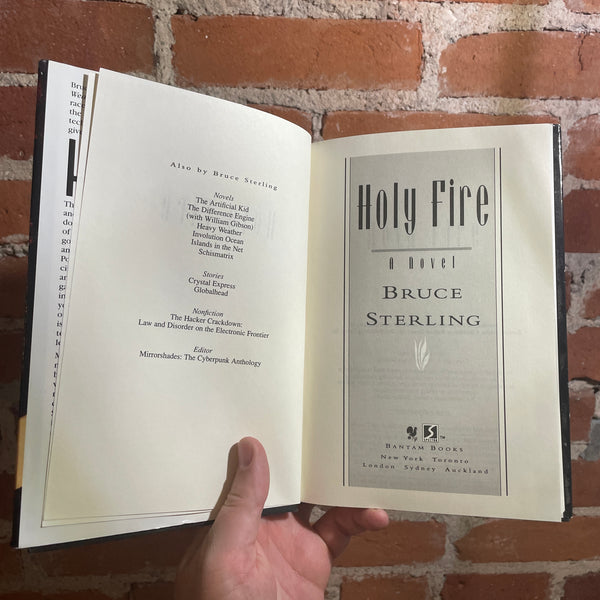 Also by Bruce Sterling
Novels
The Artificial Kid
The Difference Engine
(with William Gibson)
Heavy Weather
Involution Ocean
Islands in the Net
Schismatrix
Stories
Crystal Express
Globalhead
Nonfiction
The Hacker Crackdown:
Law and Disorder on the Electronic Frontier
Editor
Mirrorshades: The Cyberpunk Anthology
Holy Fire
A Novel
BRUCE
STERLING
S
SPECTRA
TM
BANTAM BOOKS
New York Toronto
London Sydney Auckland